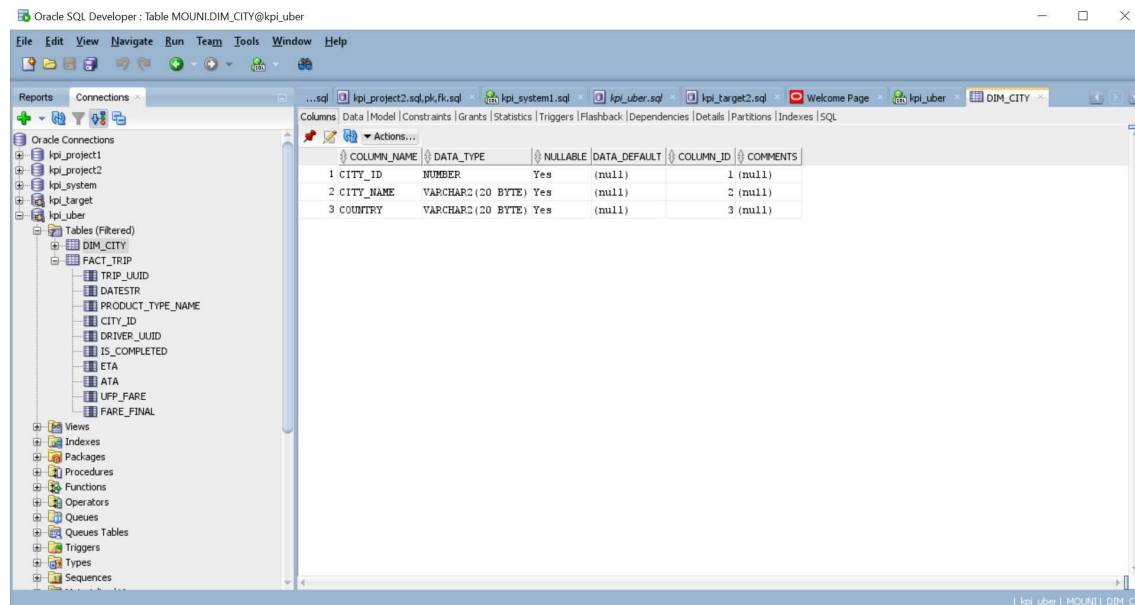 Oracle SQL Developer : Table MOUNI.DIM_CITY@kpi_uber
File Edit View Navigate Run Team Tools Window Help
Reports Connections
...sql kpi_project2.sql,pk,fk.sql kpi_system1.sql kpi_uber.sql kpi_target2.sql Welcome Page kpi_uber DIM_CITY
Columns Data Model Constraints Grants Statistics Triggers Flashback Dependencies Details Partitions Indexes SQL
Actions...
COLUMN_NAME DATA_TYPE NULLABLE DATA_DEFAULT COLUMN_ID COMMENTS
1 CITY_ID NUMBER Yes (null) 1 (null)
2 CITY_NAME VARCHAR2(20 BYTE) Yes (null) 2 (null)
3 COUNTRY VARCHAR2(20 BYTE) Yes (null) 3 (null)
Oracle Connections
kpi_project1
kpi_project2
kpi_system
kpi_target
kpi_uber
Tables (Filtered)
DIM_CITY
FACT_TRIP
TRIP_UUID
DATESTR
PRODUCT_TYPE_NAME
CITY_ID
DRIVER_UUID
IS_COMPLETED
ETA
ATA
UFP_FARE
FARE_FINAL
Views
Indexes
Packages
Procedures
Functions
Operators
Queues
Queues Tables
Triggers
Types
Sequences
| kpi_uber | MOUNI | DIM_C